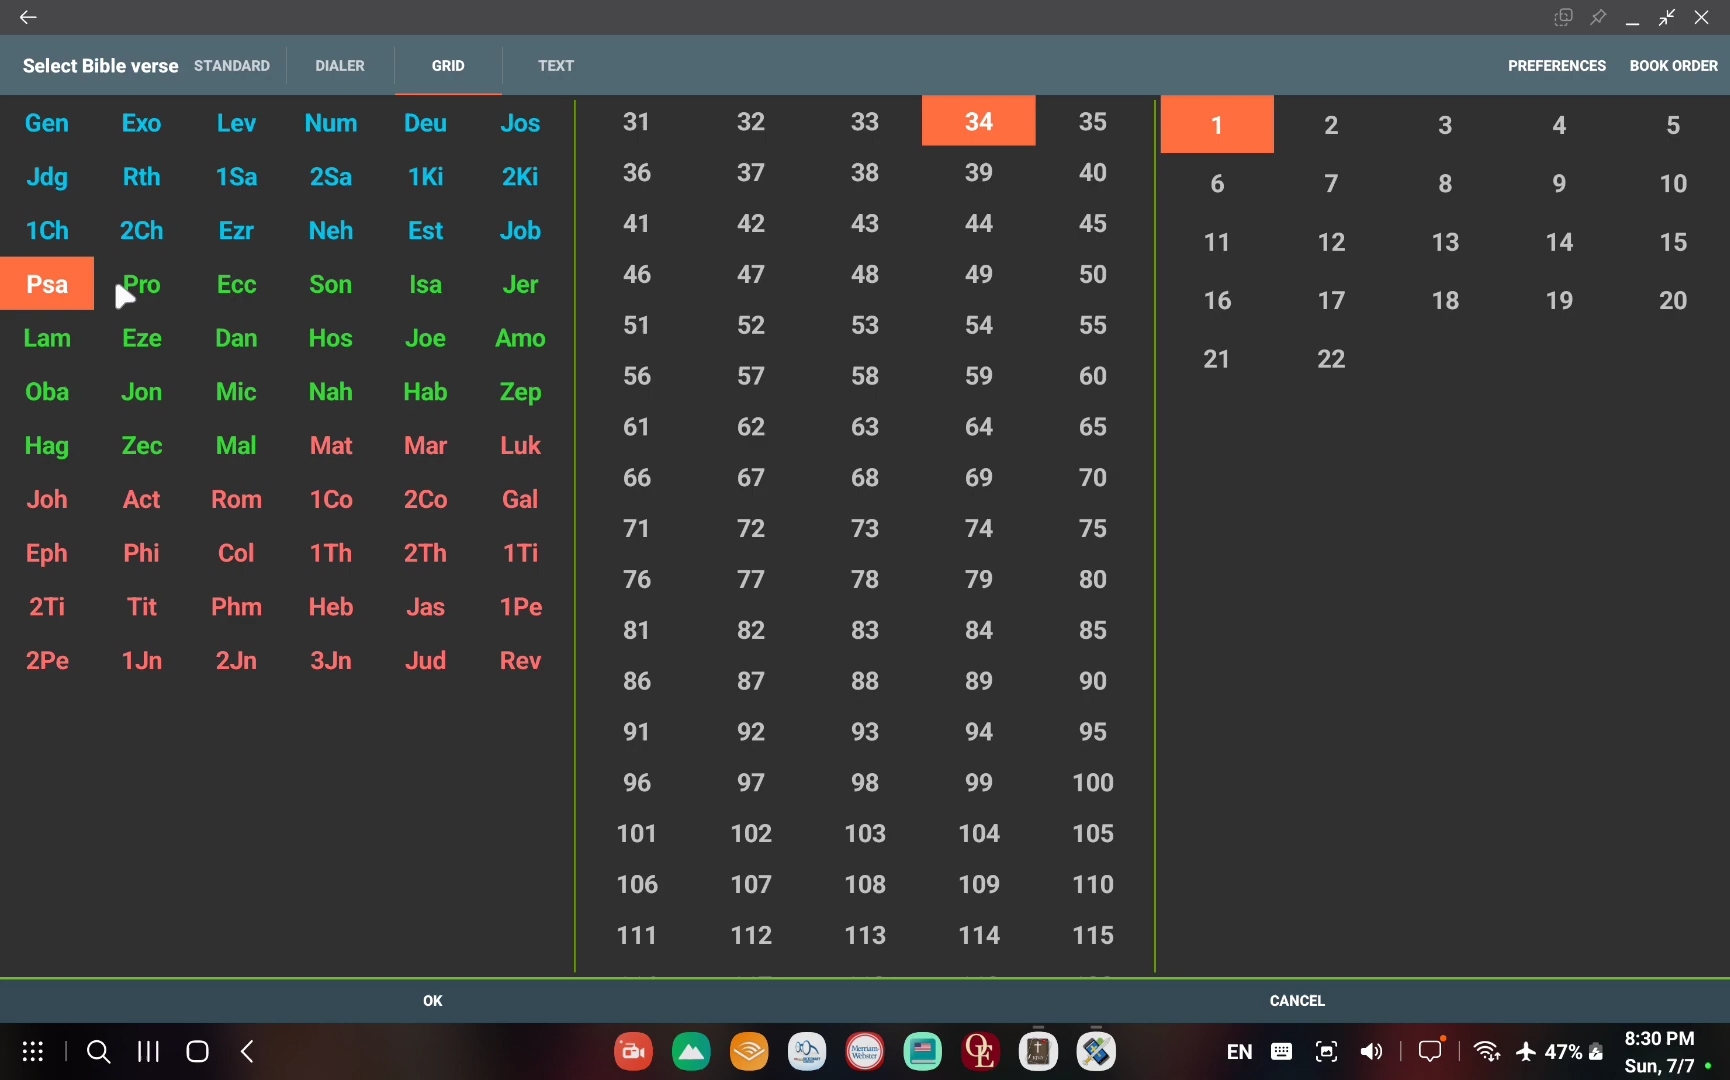 Select Bible verse STANDARD DIALER GRID TEXT PREFERENCES BOOK ORDER
Gen Exo Lev Num Deu Jos
Jdg Rth 1Sa 2Sa 1Ki 2Ki
1Ch 2Ch Ezr Neh Est Job
Psa Pro Ecc Son Isa Jer
Lam Eze Dan Hos Joe Amo
Oba Jon Mic Nah Hab Zep
Hag Zec Mal Mat Mar Luk
Joh Act Rom 1Co 2Co Gal
Eph Phi Col 1Th 2Th 1Ti
2Ti Tit Phm Heb Jas 1Pe
2Pe 1Jn 2Jn 3Jn Jud Rev
31 32 33 34 35
36 37 38 39 40
41 42 43 44 45
46 47 48 49 50
51 52 53 54 55
56 57 58 59 60
61 62 63 64 65
66 67 68 69 70
71 72 73 74 75
76 77 78 79 80
81 82 83 84 85
86 87 88 89 90
91 92 93 94 95
96 97 98 99 100
101 102 103 104 105
106 107 108 109 110
111 112 113 114 115
1 2 3 4 5
6 7 8 9 10
11 12 13 14 15
16 17 18 19 20
21 22
OK CANCEL
Merriam-
Webster
OE
EN 47% 8:30 PM
Sun, 7/7